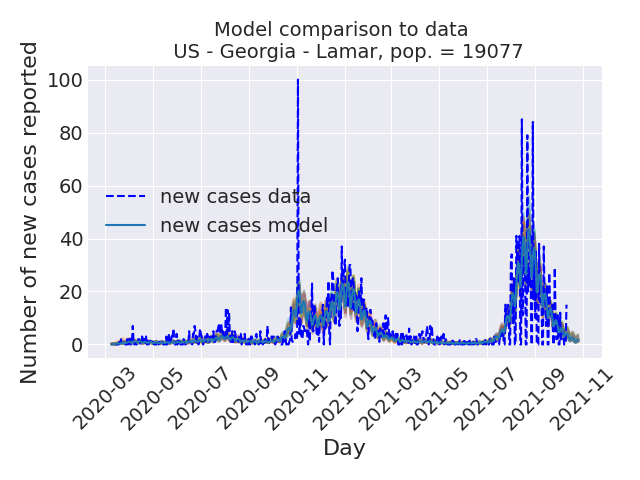 Model comparison to data
US - Georgia - Lamar, pop. = 19077
Number of new cases reported
100
80
60
40
20
0
new cases data
new cases model
2020-03
2020-05
2020-07
2020-09
2020-11
2021-01
2021-03
2021-05
2021-07
2021-09
2021-11
Day